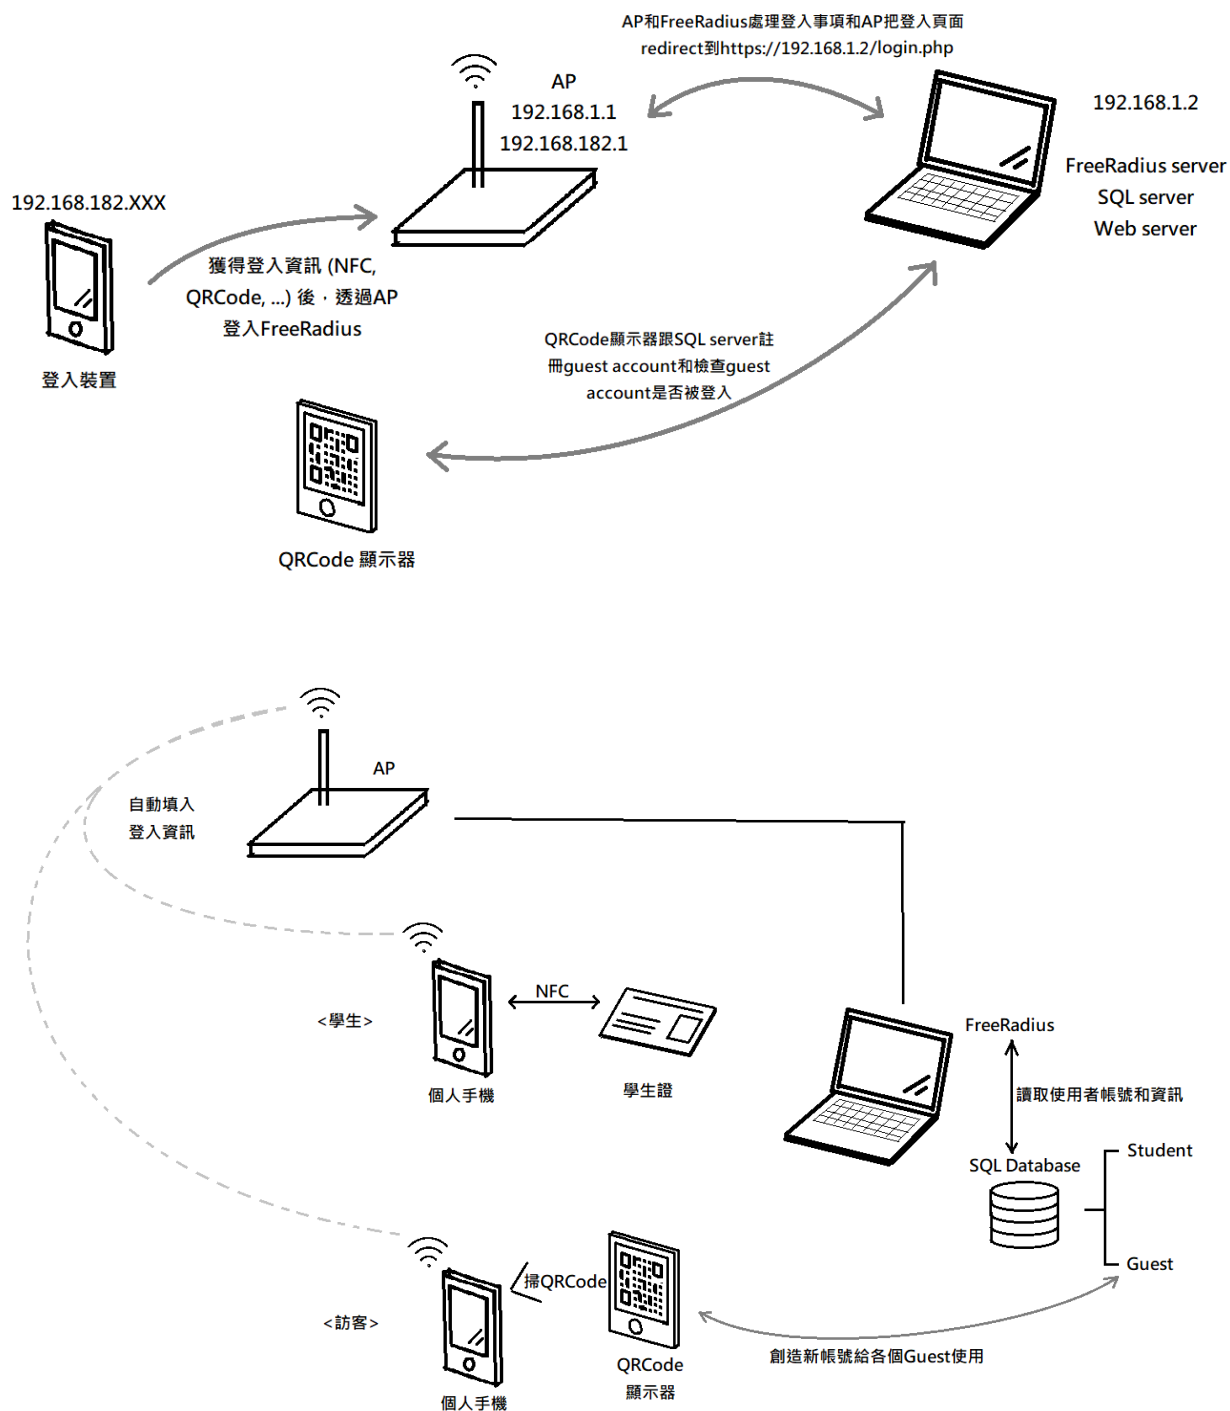 AP和FreeRadius處理登入事項和AP把登入頁面
redirect到https://192.168.1.2/login.php
AP
192.168.1.1
192.168.182.1
192.168.1.2
FreeRadius server
SQL server
Web server
192.168.182.XXX
獲得登入資訊 (NFC,
QRCode, ...) 後，透過AP
登入FreeRadius
登入裝置
QRCode顯示器跟SQL server註
冊guest account和檢查guest
account是否被登入
QRCode 顯示器
AP
自動填入
登入資訊
<學生>
NFC
個人手機
學生證
FreeRadius
讀取使用者帳號和資訊
SQL Database
Student
Guest
<訪客>
掃QRCode
個人手機
QRCode
顯示器
創造新帳號給各個Guest使用